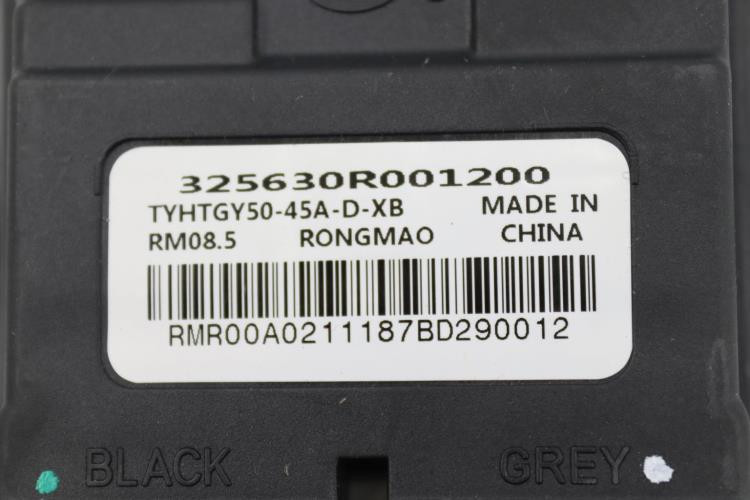 325630R001200
TYHTGY50-45A-D-XB MADE IN
RM08.5 RONGMAO CHINA
RMR00A0211187BD290012
BLACK GREY